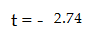 t = - 2.74